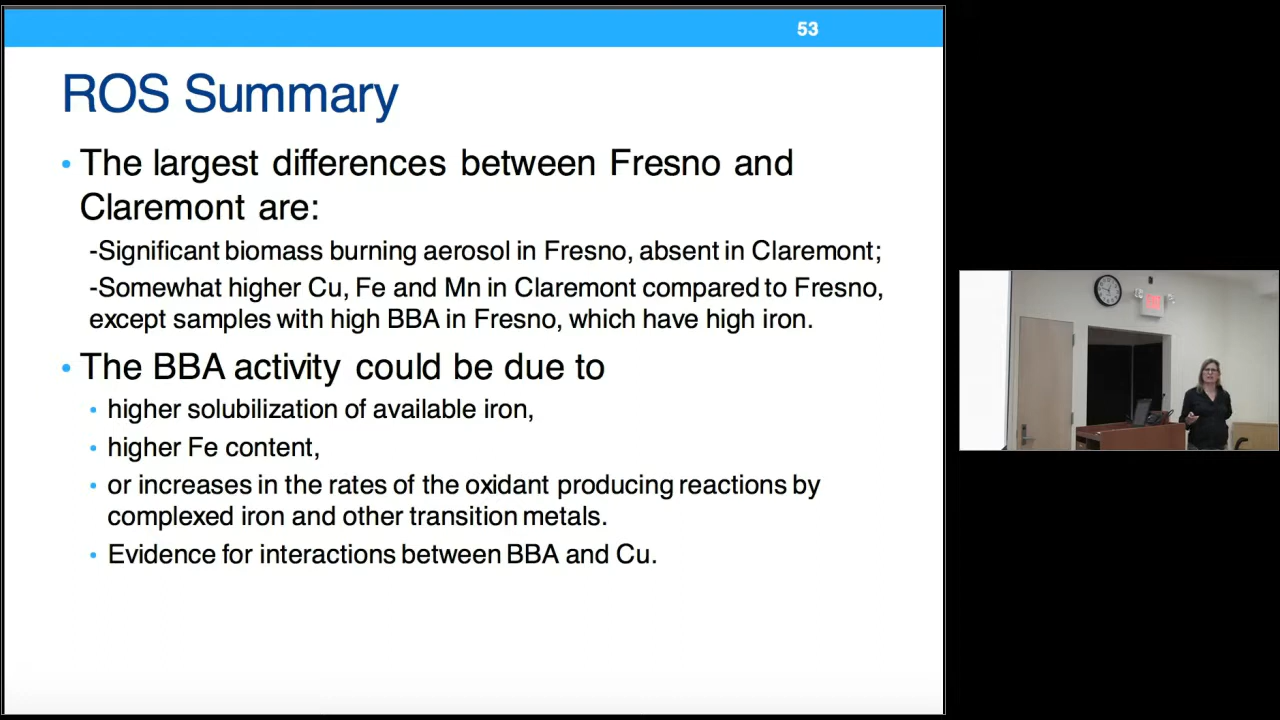 53
ROS Summary
• The largest differences between Fresno and
Claremont are:
-Significant biomass burning aerosol in Fresno, absent in Claremont;
-Somewhat higher Cu, Fe and Mn in Claremont compared to Fresno,
except samples with high BBA in Fresno, which have high iron.
• The BBA activity could be due to
• higher solubilization of available iron,
• higher Fe content,
• or increases in the rates of the oxidant producing reactions by
complexed iron and other transition metals.
• Evidence for interactions between BBA and Cu.